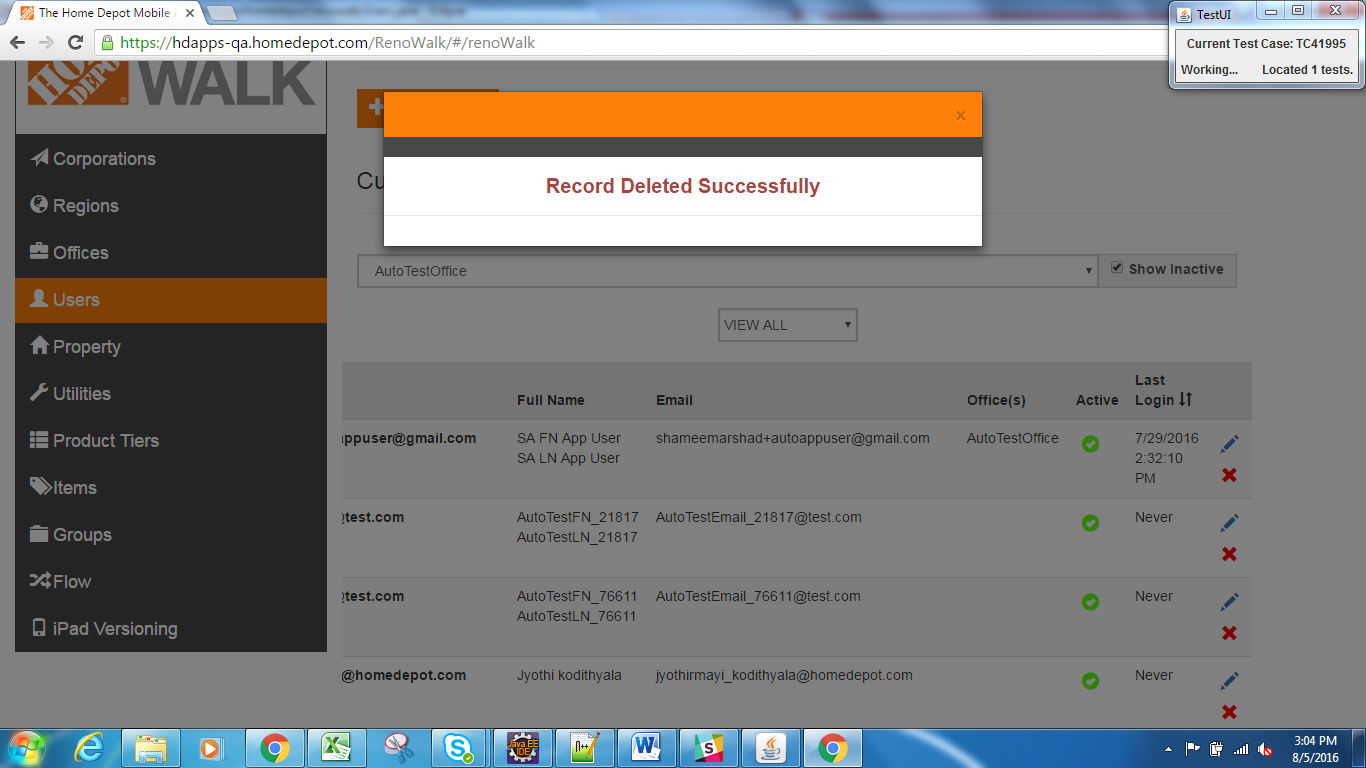 The Home Depot Mobile
TestUI
https://hdapps-qa.homedepot.com/RenoWalk/#/renoWalk
Current Test Case: TC41995
Working... Located 1 tests.
HOME
DEPOT
WALK
×
Record Deleted Successfully
Corporations
Regions
Offices
Users
Property
Utilities
Product Tiers
Items
Groups
Flow
iPad Versioning
Cu
AutoTestOffice
Show Inactive
VIEW ALL
Full Name Email Office(s) Active Last
Login
appuser@gmail.com SA FN App User shameemarshad+autoappuser@gmail.com AutoTestOffice 7/29/2016
SA LN App User 2:32:10
PM
@test.com AutoTestFN_21817 AutoTestEmail_21817@test.com Never
AutoTestLN_21817
@test.com AutoTestFN_76611 AutoTestEmail_76611@test.com Never
AutoTestLN_76611
@homedepot.com Jyothi kodithyala jyothirmayi_kodithyala@homedepot.com Never
Java EE
IDE
n++
3:04 PM
8/5/2016